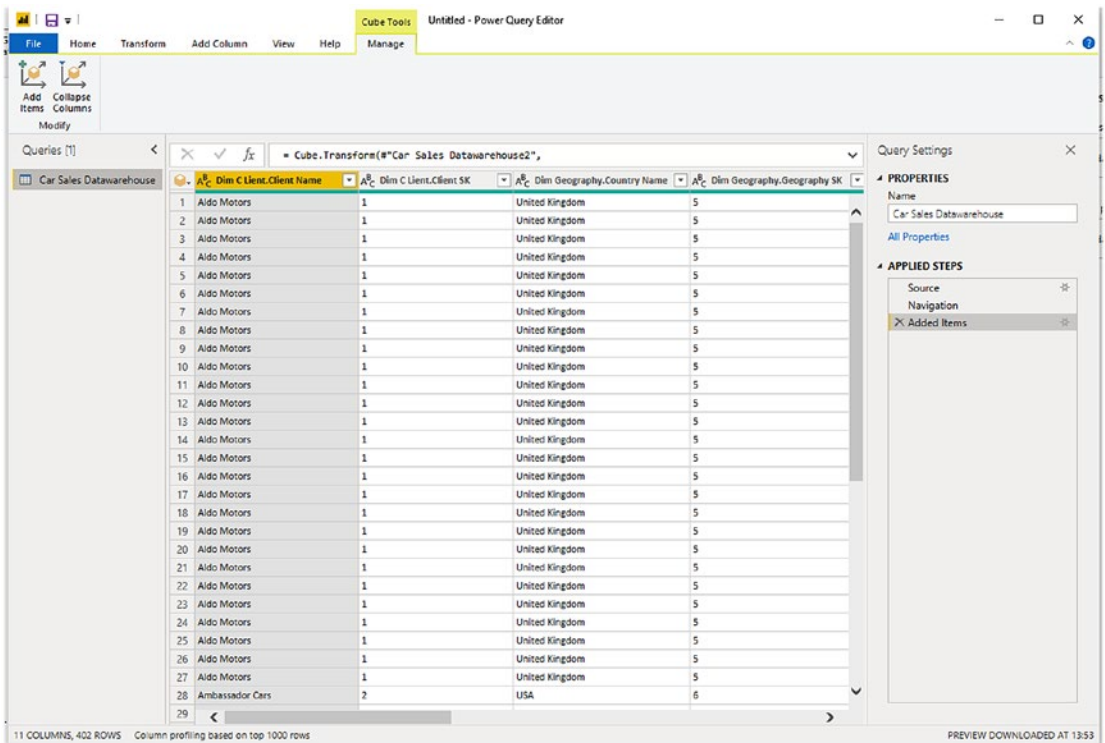 Cube Tools Untitled - Power Query Editor
File Home Transform Add Column View Help Manage
Add Items Collapse Columns
Modify
Queries [1]
Car Sales Datawarehouse
fx = Cube.Transform(#"Car Sales Datawarehouse2",
ABC Dim C Lient.Client Name ABC Dim C Lient.Client SK ABC Dim Geography.Country Name ABC Dim Geography.Geography SK
1 Aldo Motors 1 United Kingdom 5
2 Aldo Motors 1 United Kingdom 5
3 Aldo Motors 1 United Kingdom 5
4 Aldo Motors 1 United Kingdom 5
5 Aldo Motors 1 United Kingdom 5
6 Aldo Motors 1 United Kingdom 5
7 Aldo Motors 1 United Kingdom 5
8 Aldo Motors 1 United Kingdom 5
9 Aldo Motors 1 United Kingdom 5
10 Aldo Motors 1 United Kingdom 5
11 Aldo Motors 1 United Kingdom 5
12 Aldo Motors 1 United Kingdom 5
13 Aldo Motors 1 United Kingdom 5
14 Aldo Motors 1 United Kingdom 5
15 Aldo Motors 1 United Kingdom 5
16 Aldo Motors 1 United Kingdom 5
17 Aldo Motors 1 United Kingdom 5
18 Aldo Motors 1 United Kingdom 5
19 Aldo Motors 1 United Kingdom 5
20 Aldo Motors 1 United Kingdom 5
21 Aldo Motors 1 United Kingdom 5
22 Aldo Motors 1 United Kingdom 5
23 Aldo Motors 1 United Kingdom 5
24 Aldo Motors 1 United Kingdom 5
25 Aldo Motors 1 United Kingdom 5
26 Aldo Motors 1 United Kingdom 5
27 Aldo Motors 1 United Kingdom 5
28 Ambassador Cars 2 USA 6
29
Query Settings
PROPERTIES
Name
Car Sales Datawarehouse
All Properties
APPLIED STEPS
Source
Navigation
Added Items
11 COLUMNS, 402 ROWS Column profiling based on top 1000 rows PREVIEW DOWNLOADED AT 13:53